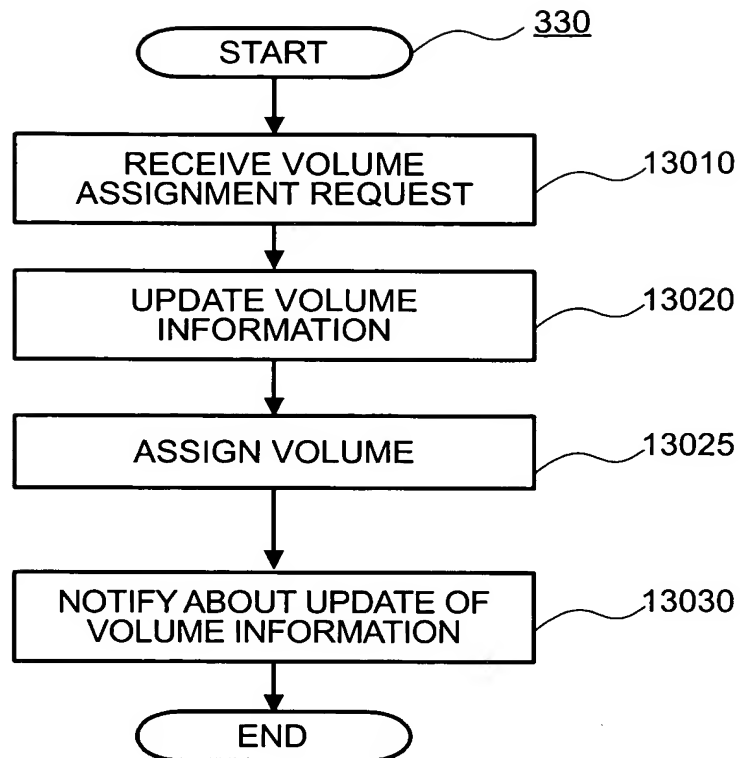 330
START
RECEIVE VOLUME
ASSIGNMENT REQUEST
13010
UPDATE VOLUME
INFORMATION
13020
ASSIGN VOLUME
13025
NOTIFY ABOUT UPDATE OF
VOLUME INFORMATION
13030
END